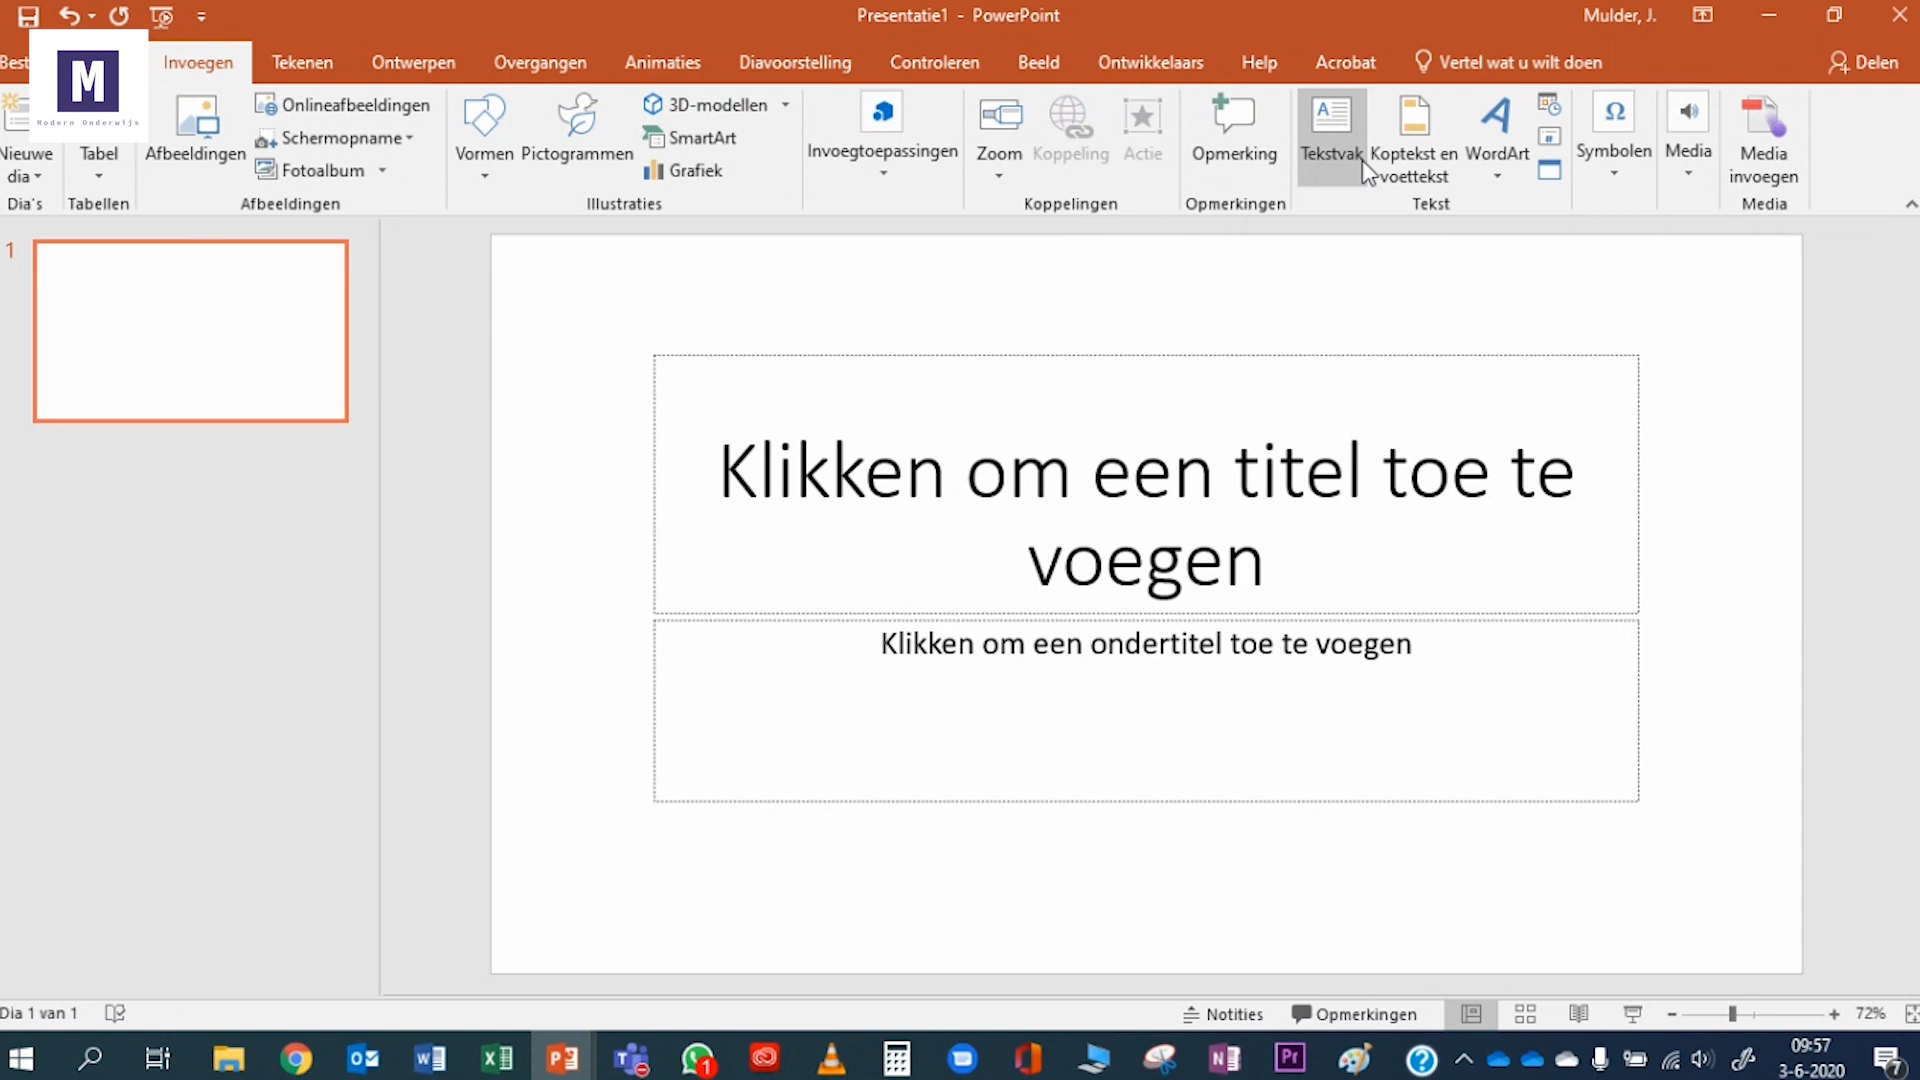 Presentatie1 - PowerPoint
Mulder, J.
Best
Invoegen
Tekenen
Ontwerpen
Overgangen
Animaties
Diavoorstelling
Controleren
Beeld
Ontwikkelaars
Help
Acrobat
Vertel wat u wilt doen
Delen
M
Modern Onderwijs
Nieuwe
dia
Dia's
Tabel
Tabellen
Afbeeldingen
Onlineafbeeldingen
Schermopname
Fotoalbum
Afbeeldingen
Vormen
Pictogrammen
3D-modellen
SmartArt
Grafiek
Illustraties
Invoegtoepassingen
Zoom
Koppeling
Actie
Koppelingen
Opmerking
Opmerkingen
Tekstvak
Koptekst en
voettekst
WordArt
Tekst
Symbolen
Media
Media
invoegen
Media
1
Klikken om een titel toe te
voegen
Klikken om een ondertitel toe te voegen
Dia 1 van 1
Notities
Opmerkingen
72%
09:57
3-6-2020
1
7